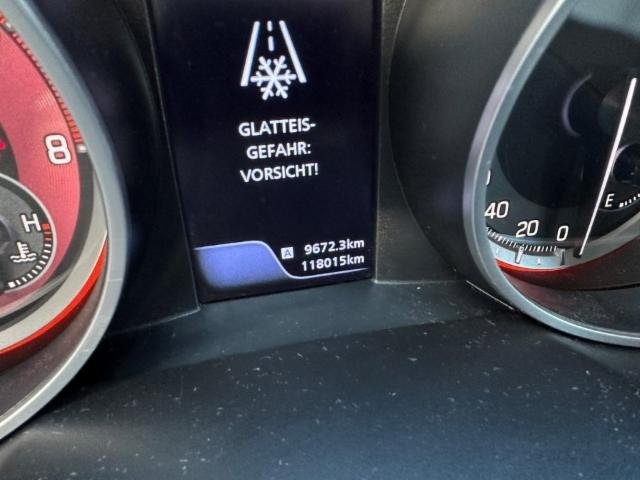 GLATTEIS-
GEFAHR:
VORSICHT!
8
H
A 9672.3km
118015km
40 20 0
E